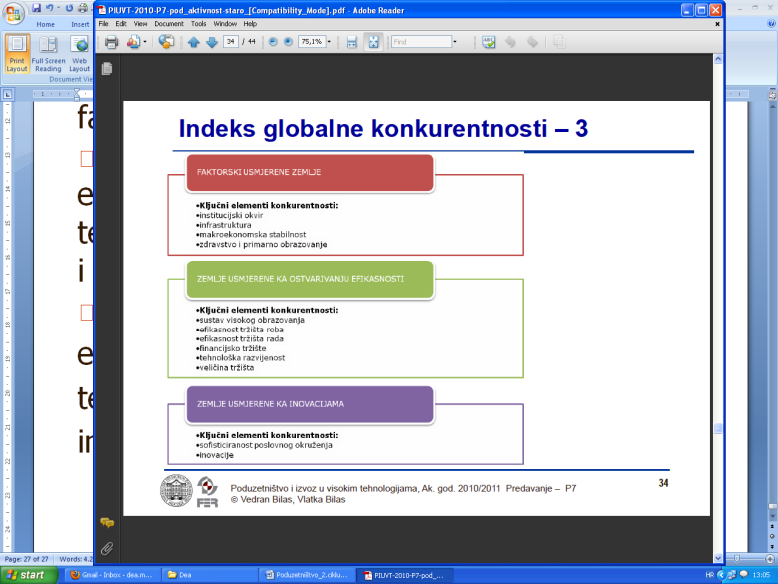 Home Insert
Print Layout
Full Screen Reading
Web Layout
Document Vie
PIUVT-2010-P7-pod_aktivnost-staro_[Compatibility_Mode].pdf - Adobe Reader
File Edit View Document Tools Window Help
34 / 44 75,1% Find
Indeks globalne konkurentnosti – 3
FAKTORSKI USMJERENE ZEMLJE
•Ključni elementi konkurentnosti:
•institucijski okvir
•infrastruktura
•makroekonomska stabilnost
•zdravstvo i primarno obrazovanje
ZEMLJE USMJERENE KA OSTVARIVANJU EFIKASNOSTI
•Ključni elementi konkurentnosti:
•sustav visokog obrazovanja
•efikasnost tržišta roba
•efikasnost tržišta rada
•financijsko tržište
•tehnološka razvijenost
•veličina tržišta
ZEMLJE USMJERENE KA INOVACIJAMA
•Ključni elementi konkurentnosti:
•sofisticiranost poslovnog okruženja
•inovacije
FER
Poduzetništvo i izvoz u visokim tehnologijama, Ak. god. 2010/2011 Predavanje – P7
© Vedran Bilas, Vlatka Bilas
34
fa
e
te
i
e
te
in
Page: 27 of 27 Words: 4.2
start
Gmail - Inbox - dea.m...
Dea
Poduzetništvo_2.ciklu...
PIUVT-2010-P7-pod_...
HR
13:05